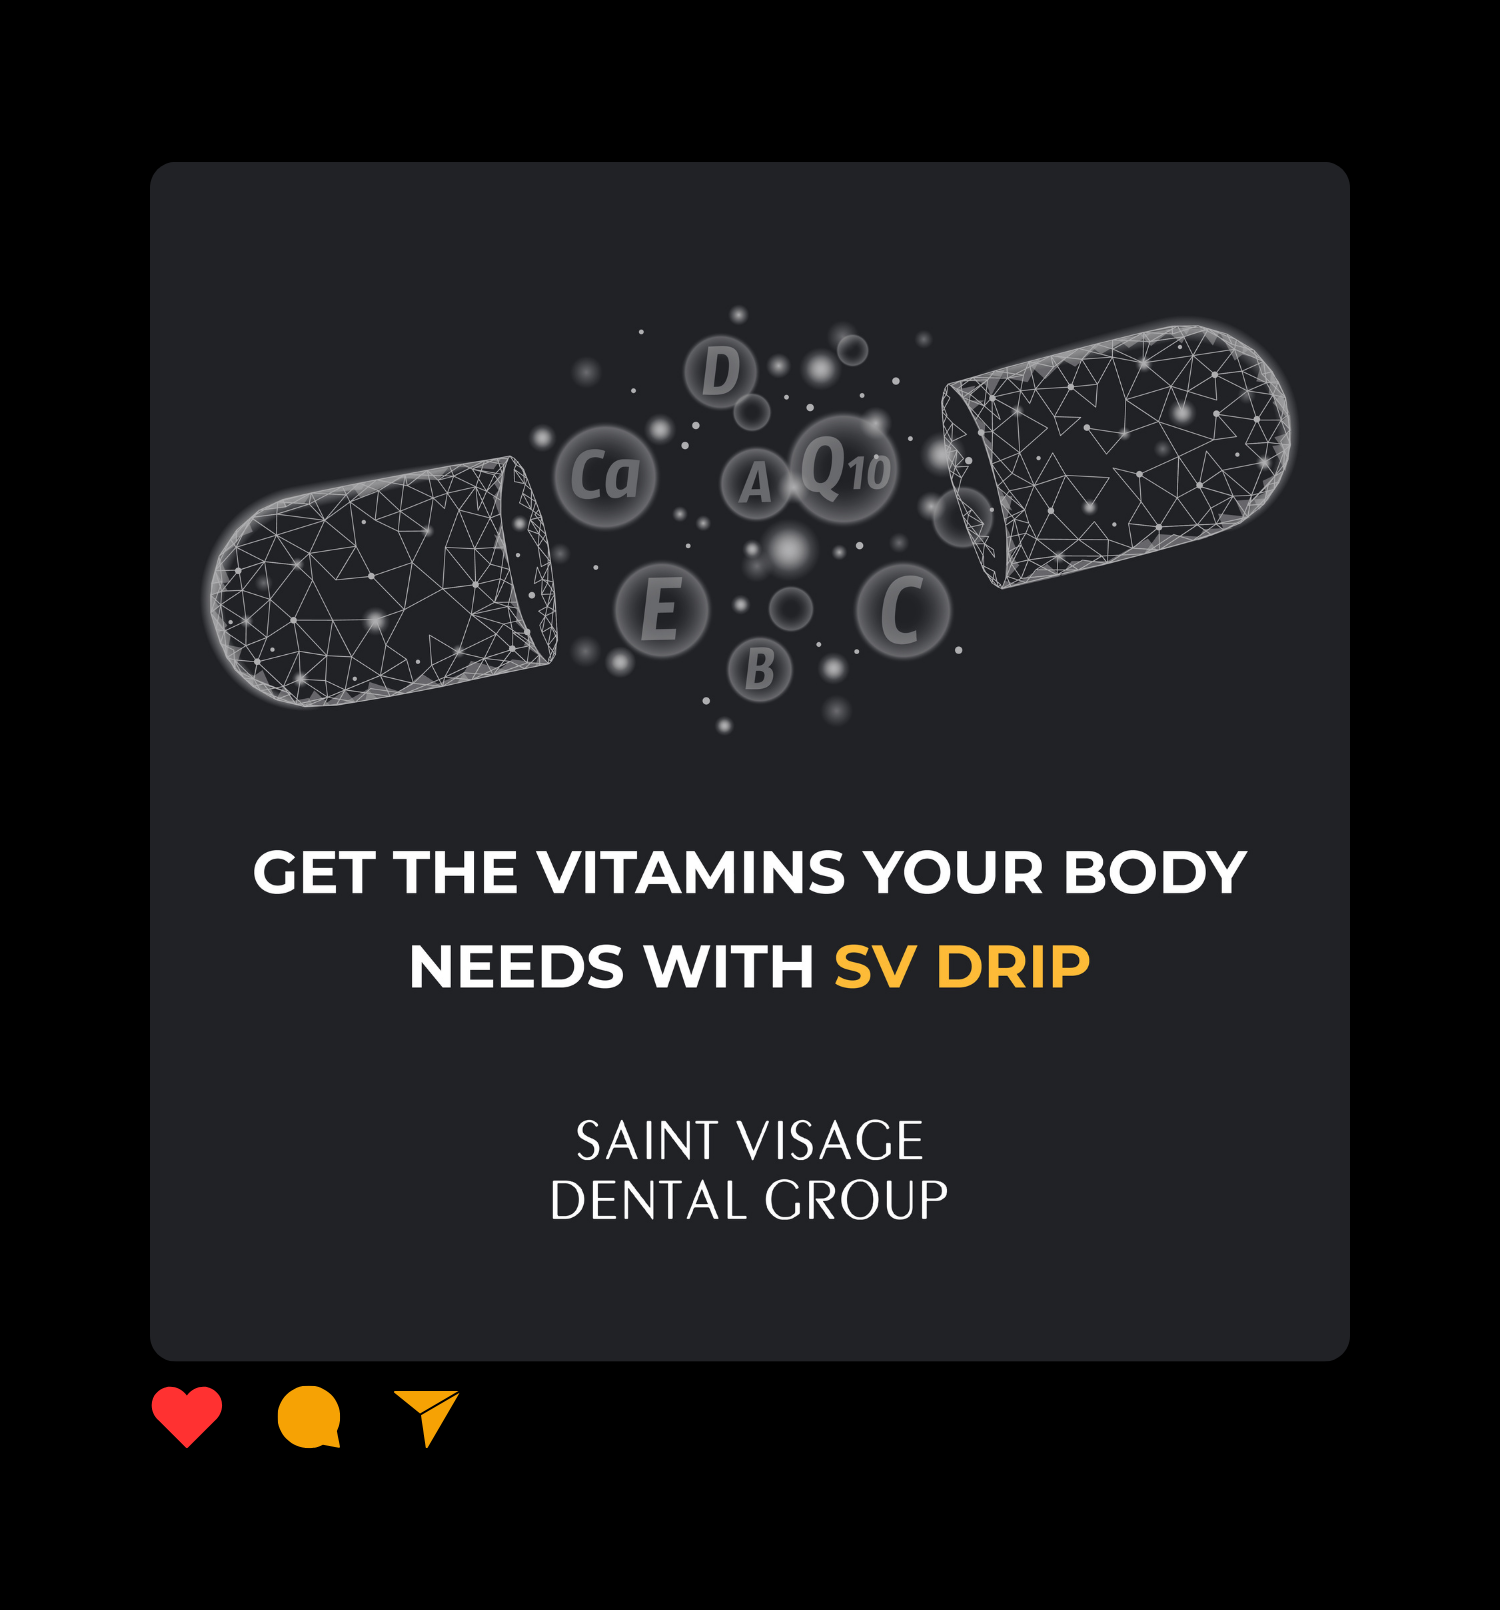 D
Ca
A
Q10
E
C
B
GET THE VITAMINS YOUR BODY
NEEDS WITH SV DRIP
SAINT VISAGE
DENTAL GROUP